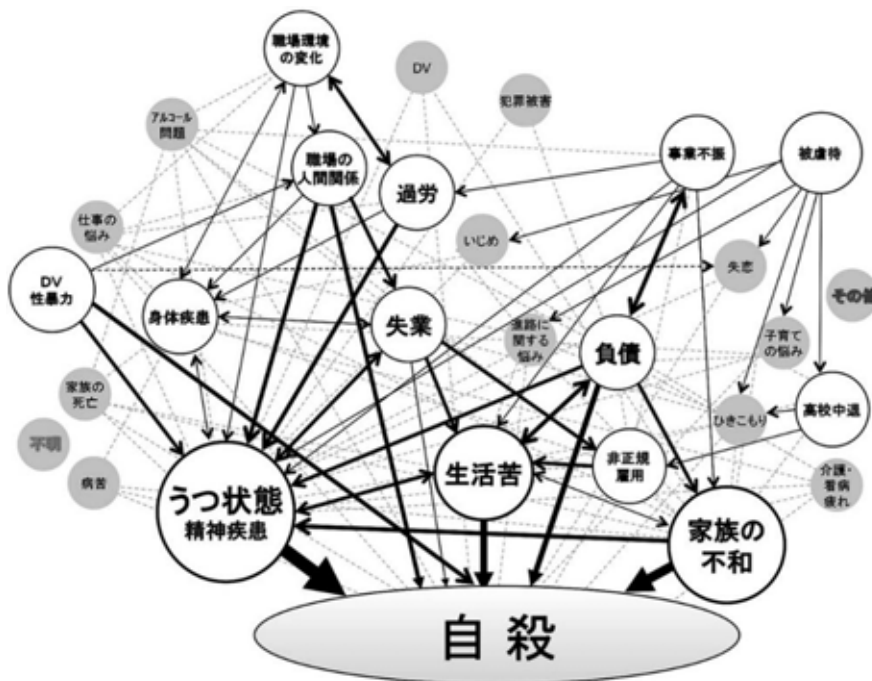 職場環境
の変化
DV
犯罪被害
アルコール
問題
職場の
人間関係
過労
事業不振
被虐待
仕事の
悩み
いじめ
失恋
DV
性暴力
その他
身体疾患
失業
進路に
関する
悩み
負債
子育て
の悩み
家族の
死亡
ひきこもり
高校中退
不明
病苦
うつ状態
精神疾患
生活苦
非正規
雇用
介護・
看病
疲れ
家族の
不和
自殺